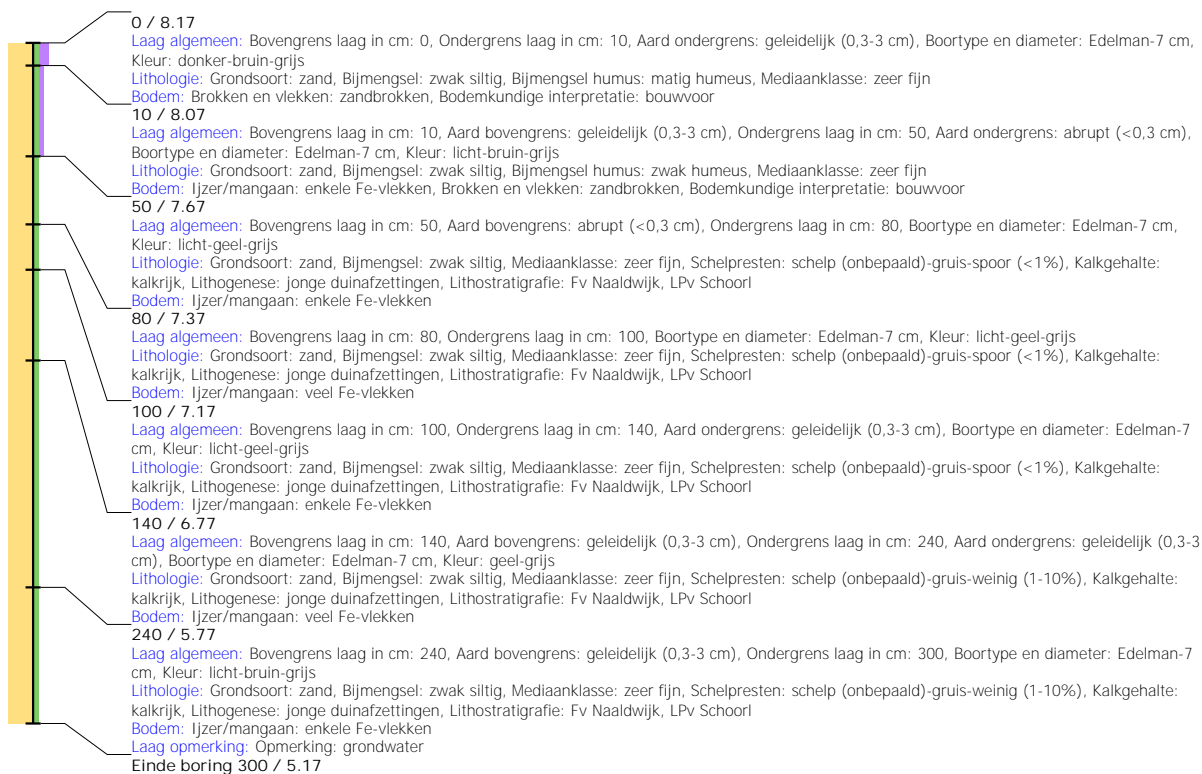 0 / 8.17
Laag algemeen: Bovengrens laag in cm: 0, Ondergrens laag in cm: 10, Aard ondergrens: geleidelijk (0,3-3 cm), Boortype en diameter: Edelman-7 cm,
Kleur: donker-bruin-grijs
Lithologie: Grondsoort: zand, Bijmengsel: zwak siltig, Bijmengsel humus: matig humeus, Mediaanklasse: zeer fijn
Bodem: Brokken en vlekken: zandbrokken, Bodemkundige interpretatie: bouwvoor
10 / 8.07
Laag algemeen: Bovengrens laag in cm: 10, Aard bovengrens: geleidelijk (0,3-3 cm), Ondergrens laag in cm: 50, Aard ondergrens: abrupt (<0,3 cm),
Boortype en diameter: Edelman-7 cm, Kleur: licht-bruin-grijs
Lithologie: Grondsoort: zand, Bijmengsel: zwak siltig, Bijmengsel humus: zwak humeus, Mediaanklasse: zeer fijn
Bodem: Ijzer/mangaan: enkele Fe-vlekken, Brokken en vlekken: zandbrokken, Bodemkundige interpretatie: bouwvoor
50 / 7.67
Laag algemeen: Bovengrens laag in cm: 50, Aard bovengrens: abrupt (<0,3 cm), Ondergrens laag in cm: 80, Boortype en diameter: Edelman-7 cm,
Kleur: licht-geel-grijs
Lithologie: Grondsoort: zand, Bijmengsel: zwak siltig, Mediaanklasse: zeer fijn, Schelpresten: schelp (onbepaald)-gruis-spoor (<1%), Kalkgehalte:
kalkrijk, Lithogenese: jonge duinafzettingen, Lithostratigrafie: Fv Naaldwijk, LPv Schoorl
Bodem: Ijzer/mangaan: enkele Fe-vlekken
80 / 7.37
Laag algemeen: Bovengrens laag in cm: 80, Ondergrens laag in cm: 100, Boortype en diameter: Edelman-7 cm, Kleur: licht-geel-grijs
Lithologie: Grondsoort: zand, Bijmengsel: zwak siltig, Mediaanklasse: zeer fijn, Schelpresten: schelp (onbepaald)-gruis-spoor (<1%), Kalkgehalte:
kalkrijk, Lithogenese: jonge duinafzettingen, Lithostratigrafie: Fv Naaldwijk, LPv Schoorl
Bodem: Ijzer/mangaan: veel Fe-vlekken
100 / 7.17
Laag algemeen: Bovengrens laag in cm: 100, Ondergrens laag in cm: 140, Aard ondergrens: geleidelijk (0,3-3 cm), Boortype en diameter: Edelman-7
cm, Kleur: licht-geel-grijs
Lithologie: Grondsoort: zand, Bijmengsel: zwak siltig, Mediaanklasse: zeer fijn, Schelpresten: schelp (onbepaald)-gruis-spoor (<1%), Kalkgehalte:
kalkrijk, Lithogenese: jonge duinafzettingen, Lithostratigrafie: Fv Naaldwijk, LPv Schoorl
Bodem: Ijzer/mangaan: enkele Fe-vlekken
140 / 6.77
Laag algemeen: Bovengrens laag in cm: 140, Aard bovengrens: geleidelijk (0,3-3 cm), Ondergrens laag in cm: 240, Aard ondergrens: geleidelijk (0,3-3
cm), Boortype en diameter: Edelman-7 cm, Kleur: geel-grijs
Lithologie: Grondsoort: zand, Bijmengsel: zwak siltig, Mediaanklasse: zeer fijn, Schelpresten: schelp (onbepaald)-gruis-weinig (1-10%), Kalkgehalte:
kalkrijk, Lithogenese: jonge duinafzettingen, Lithostratigrafie: Fv Naaldwijk, LPv Schoorl
Bodem: Ijzer/mangaan: veel Fe-vlekken
240 / 5.77
Laag algemeen: Bovengrens laag in cm: 240, Aard bovengrens: geleidelijk (0,3-3 cm), Ondergrens laag in cm: 300, Boortype en diameter: Edelman-7
cm, Kleur: licht-bruin-grijs
Lithologie: Grondsoort: zand, Bijmengsel: zwak siltig, Mediaanklasse: zeer fijn, Schelpresten: schelp (onbepaald)-gruis-weinig (1-10%), Kalkgehalte:
kalkrijk, Lithogenese: jonge duinafzettingen, Lithostratigrafie: Fv Naaldwijk, LPv Schoorl
Bodem: Ijzer/mangaan: enkele Fe-vlekken
Laag opmerking: Opmerking: grondwater
Einde boring 300 / 5.17